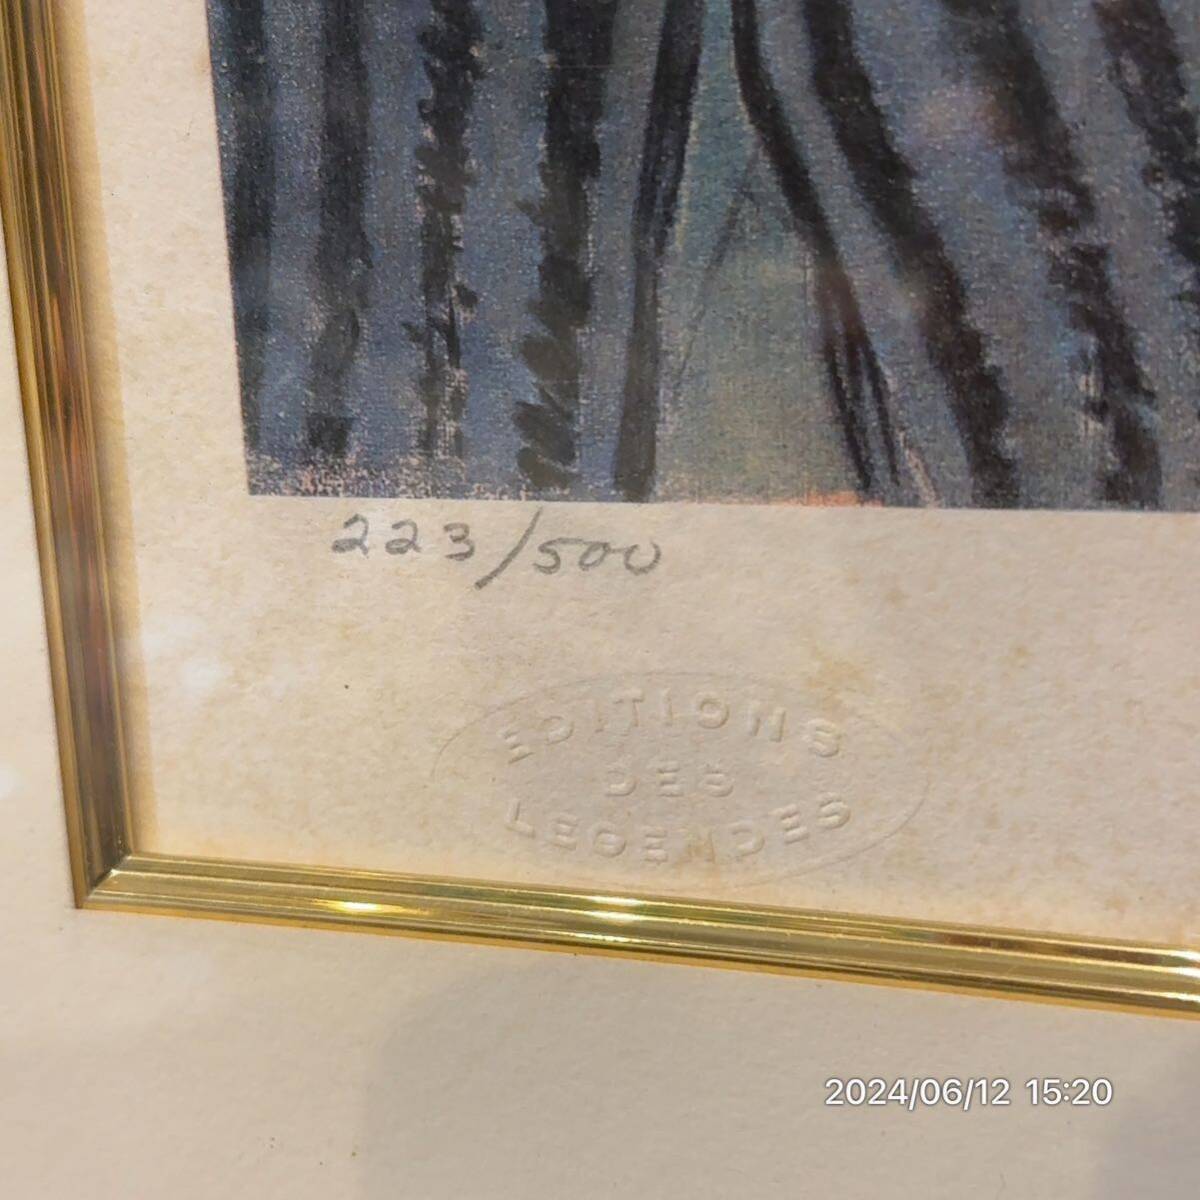 223/500
EDITIONS
DES
LEGENDES
2024/06/12 15:20